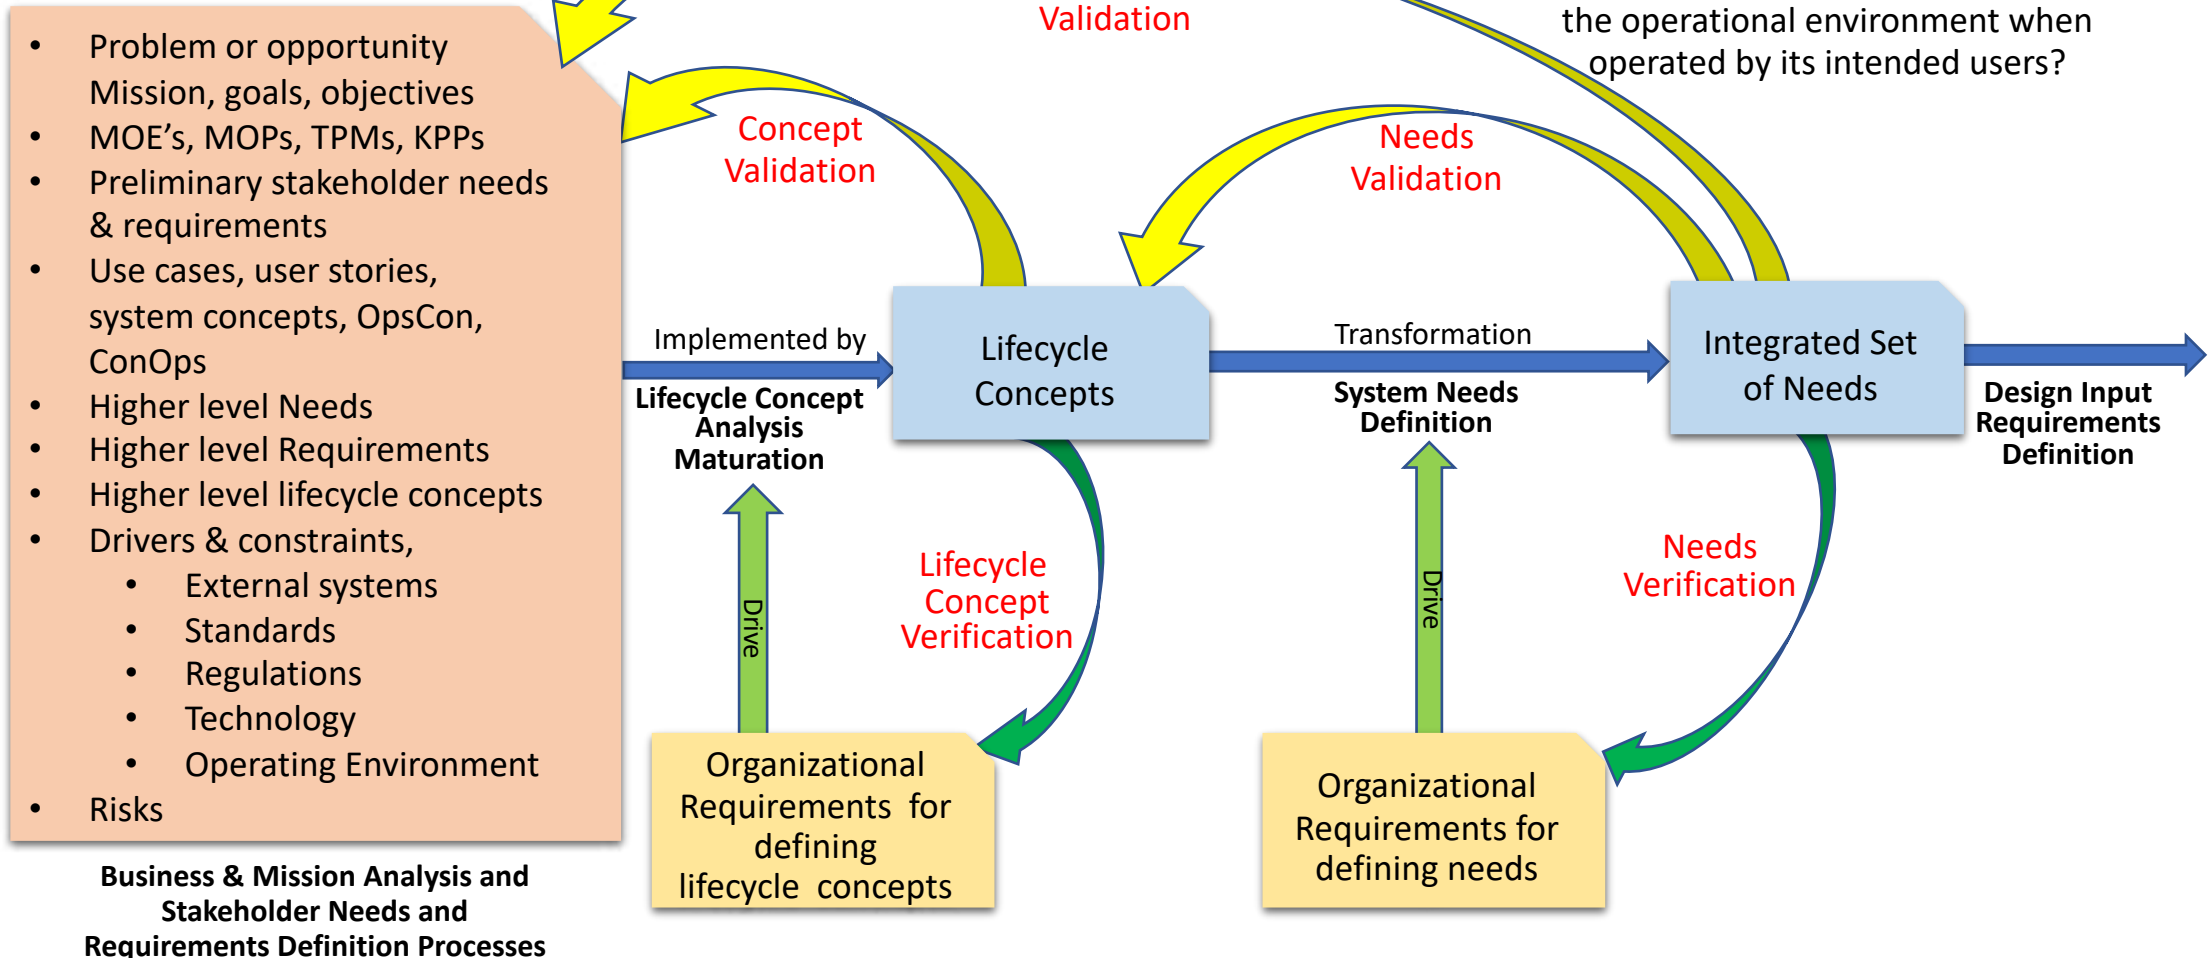 Validation
the operational environment when
operated by its intended users?
• Problem or opportunity
Mission, goals, objectives
• MOE's, MOPs, TPMs, KPPs
• Preliminary stakeholder needs
& requirements
• Use cases, user stories,
system concepts, OpsCon,
ConOps
• Higher level Needs
• Higher level Requirements
• Higher level lifecycle concepts
• Drivers & constraints,
• External systems
• Standards
• Regulations
• Technology
• Operating Environment
• Risks
Business & Mission Analysis and
Stakeholder Needs and
Requirements Definition Processes
Concept
Validation
Needs
Validation
Implemented by
Lifecycle Concept
Analysis
Maturation
Lifecycle
Concepts
Transformation
System Needs
Definition
Integrated Set
of Needs
Design Input
Requirements
Definition
Drive
Lifecycle
Concept
Verification
Drive
Needs
Verification
Organizational
Requirements for
defining
lifecycle concepts
Organizational
Requirements for
defining needs